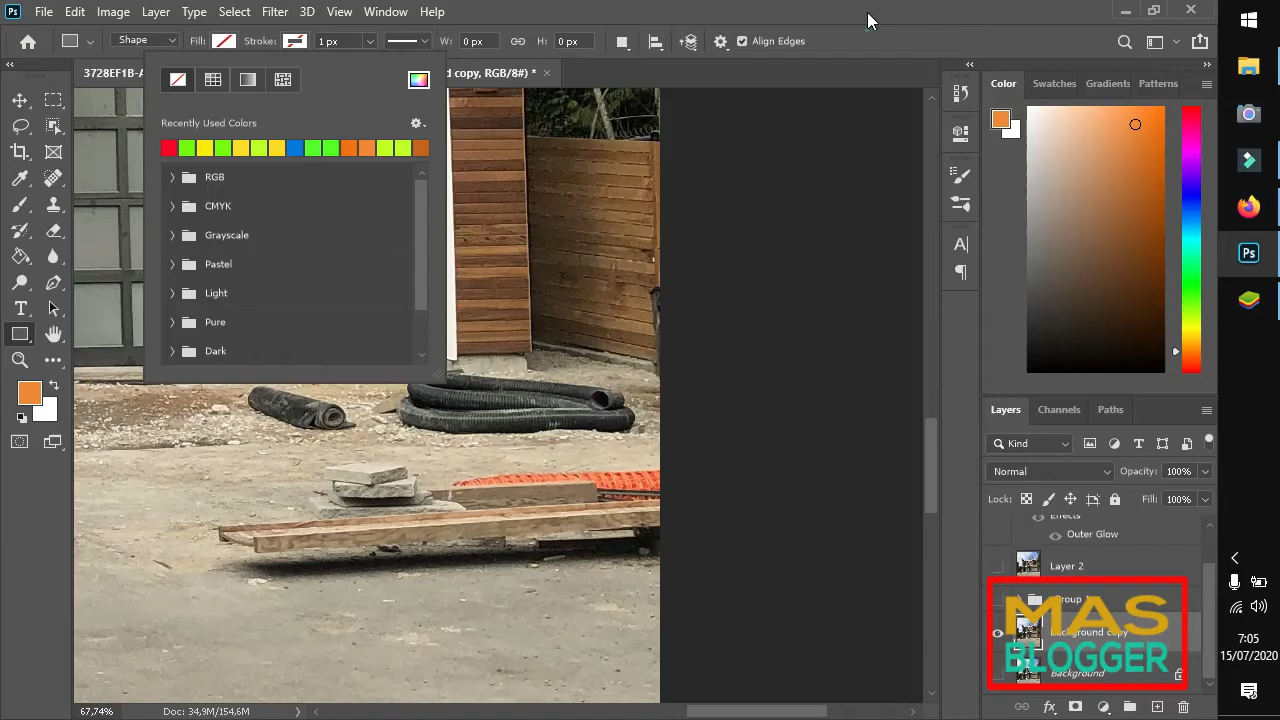 Ps File Edit Image Layer Type Select Filter 3D View Window Help
Shape Fill: Stroke: 1 px W: 0 px H: 0 px Align Edges
3728EF1B-A
d copy, RGB/8#) * ×
Recently Used Colors
RGB
CMYK
Grayscale
Pastel
Light
Pure
Dark
Color Swatches Gradients Patterns
Layers Channels Paths
Kind
Normal Opacity: 100%
Lock: Fill: 100%
Effects
Outer Glow
Layer 2
Group
Background copy
background
MAS
BLOGGER
67,74% Doc: 34,9M/154,6M
Ps
7:05
15/07/2020